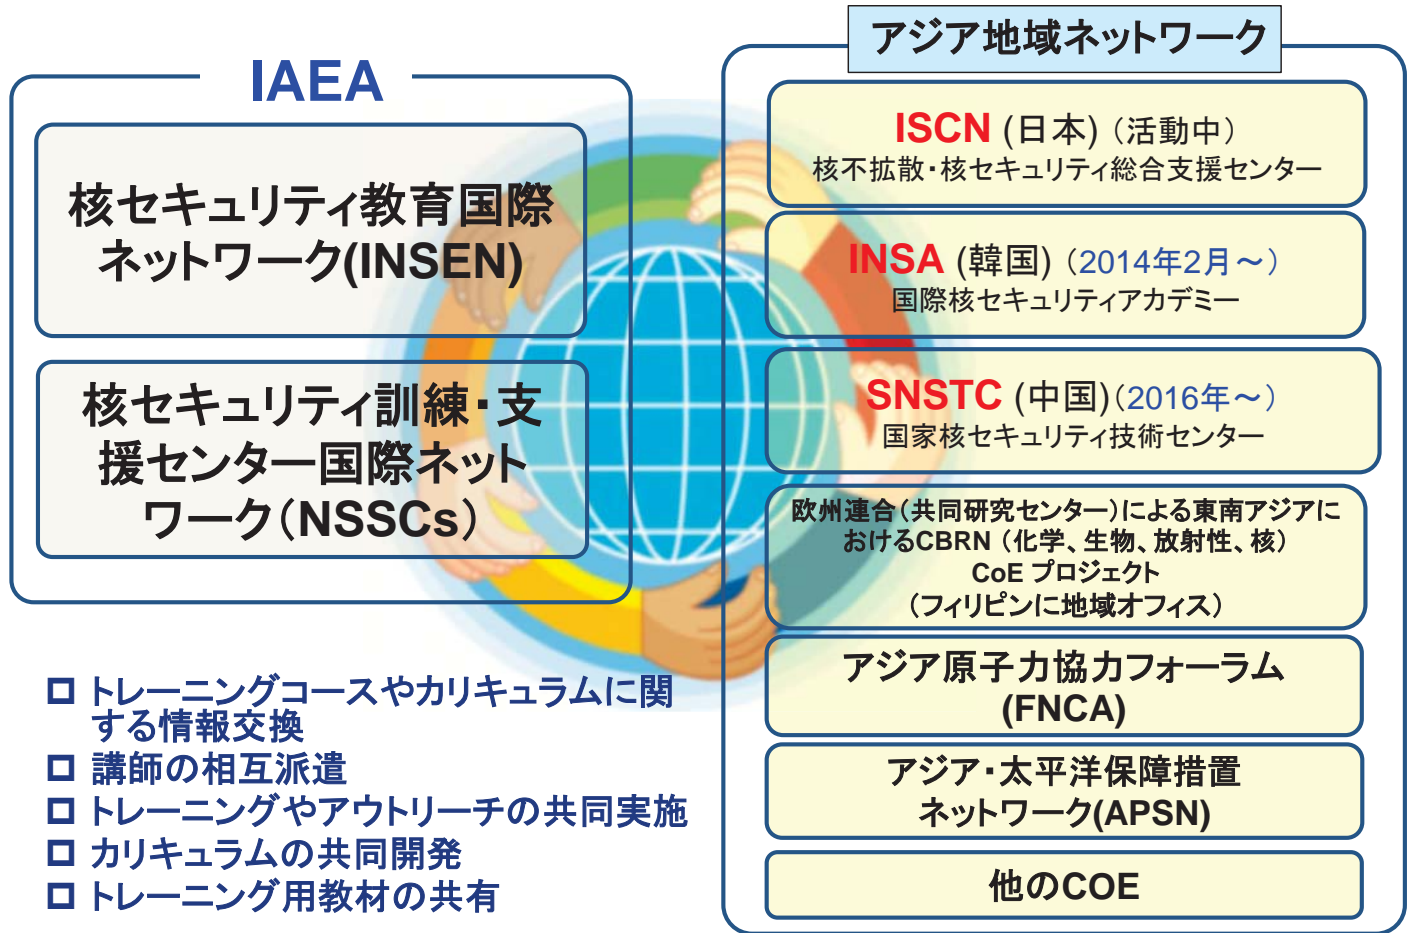 IAEA
核セキュリティ教育国際
ネットワーク(INSEN)
核セキュリティ訓練・支
援センター国際ネット
ワーク（NSSCs）
□ トレーニングコースやカリキュラムに関
する情報交換
□ 講師の相互派遣
□ トレーニングやアウトリーチの共同実施
□ カリキュラムの共同開発
□ トレーニング用教材の共有
アジア地域ネットワーク
ISCN (日本)（活動中）
核不拡散・核セキュリティ総合支援センター
INSA (韓国)（2014年2月～）
国際核セキュリティアカデミー
SNSTC (中国)（2016年～）
国家核セキュリティ技術センター
欧州連合（共同研究センター）による東南アジアに
おけるCBRN（化学、生物、放射性、核）
CoE プロジェクト
（フィリピンに地域オフィス）
アジア原子力協力フォーラム
(FNCA)
アジア・太平洋保障措置
ネットワーク(APSN)
他のCOE